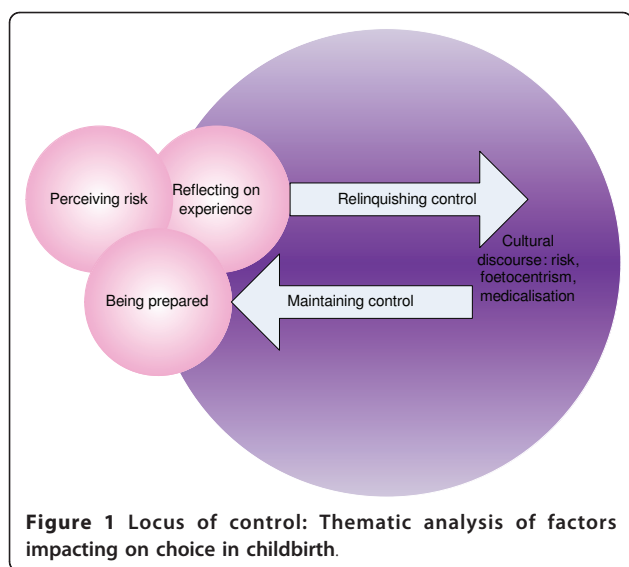 Perceiving risk
Reflecting on
experience
Relinquishing control
Cultural
discourse: risk,
foetocentrism,
medicalisation
Being prepared
Maintaining control
Figure 1 Locus of control: Thematic analysis of factors
impacting on choice in childbirth.